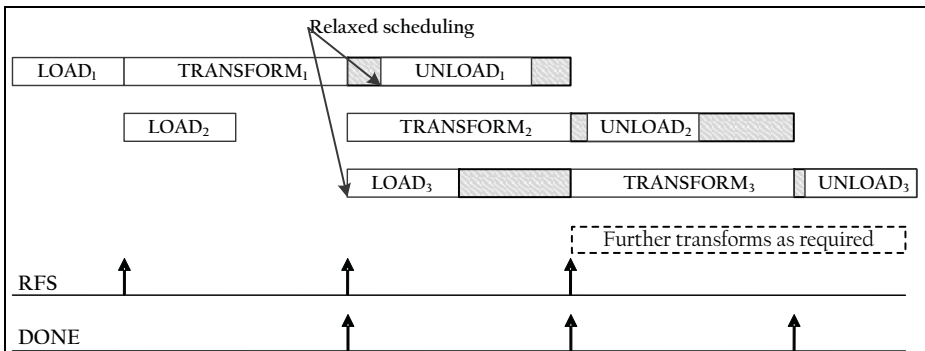 Relaxed scheduling
LOAD₁ TRANSFORM₁ UNLOAD₁
LOAD₂ TRANSFORM₂ UNLOAD₂
LOAD₃ TRANSFORM₃ UNLOAD₃
Further transforms as required
RFS
DONE